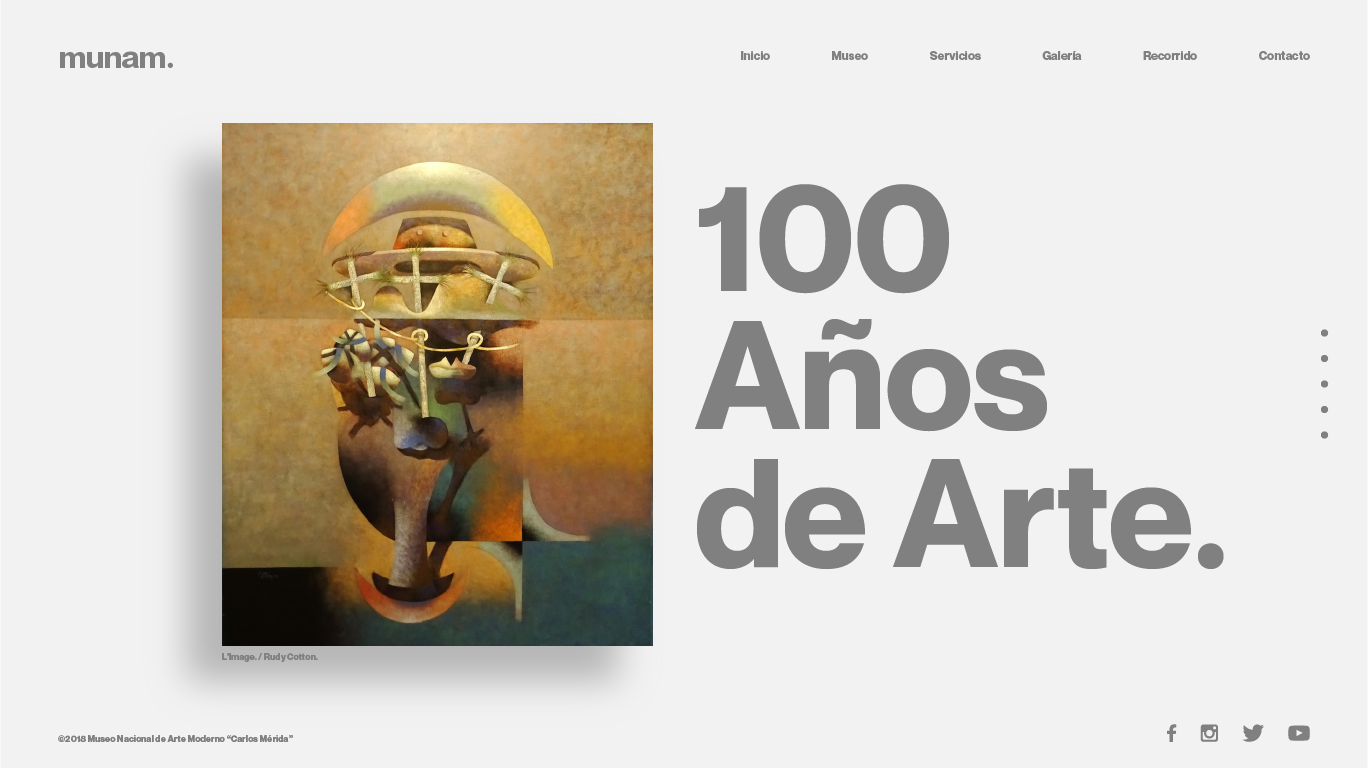 munam.
Inicio
Museo
Servicios
Galería
Recorrido
Contacto
100
Años
de Arte.
L'Image. / Rudy Cotton.
©2018 Museo Nacional de Arte Moderno “Carlos Mérida”